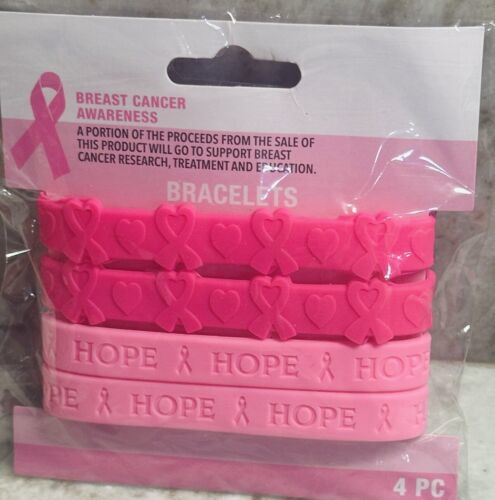 BREAST CANCER
AWARENESS
A PORTION OF THE PROCEEDS FROM THE SALE OF
THIS PRODUCT WILL GO TO SUPPORT BREAST
CANCER RESEARCH, TREATMENT AND EDUCATION.
BRACELETS
HOPE HOPE HOPE
HOPE HOPE HO
4 PC